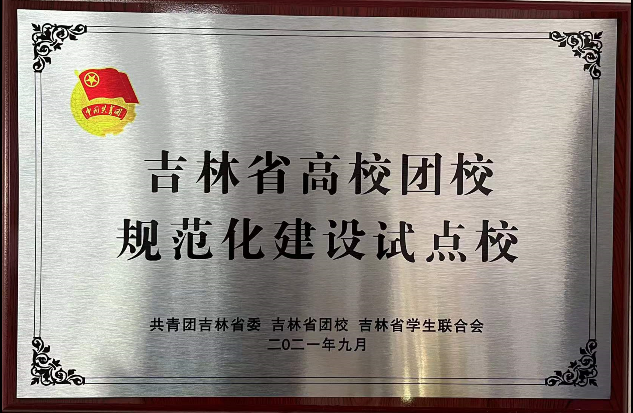 中国共青团
吉林省高校团校
规范化建设试点校
共青团吉林省委 吉林省团校 吉林省学生联合会
二〇二一年九月